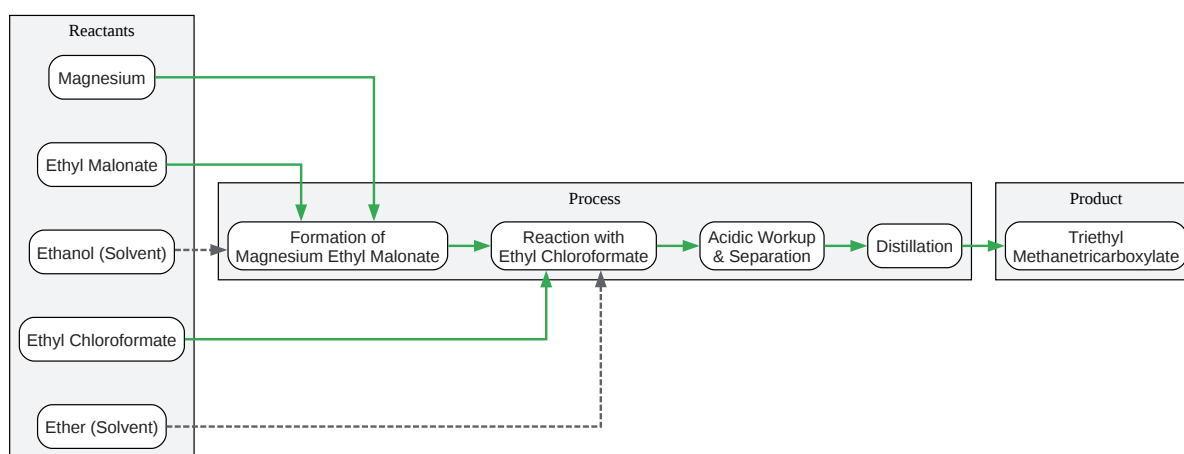 Reactants
Magnesium
Ethyl Malonate
Ethanol (Solvent)
Ethyl Chloroformate
Ether (Solvent)
Process
Formation of
Magnesium Ethyl Malonate
Reaction with
Ethyl Chloroformate
Acidic Workup
& Separation
Distillation
Product
Triethyl
Methanetricarboxylate